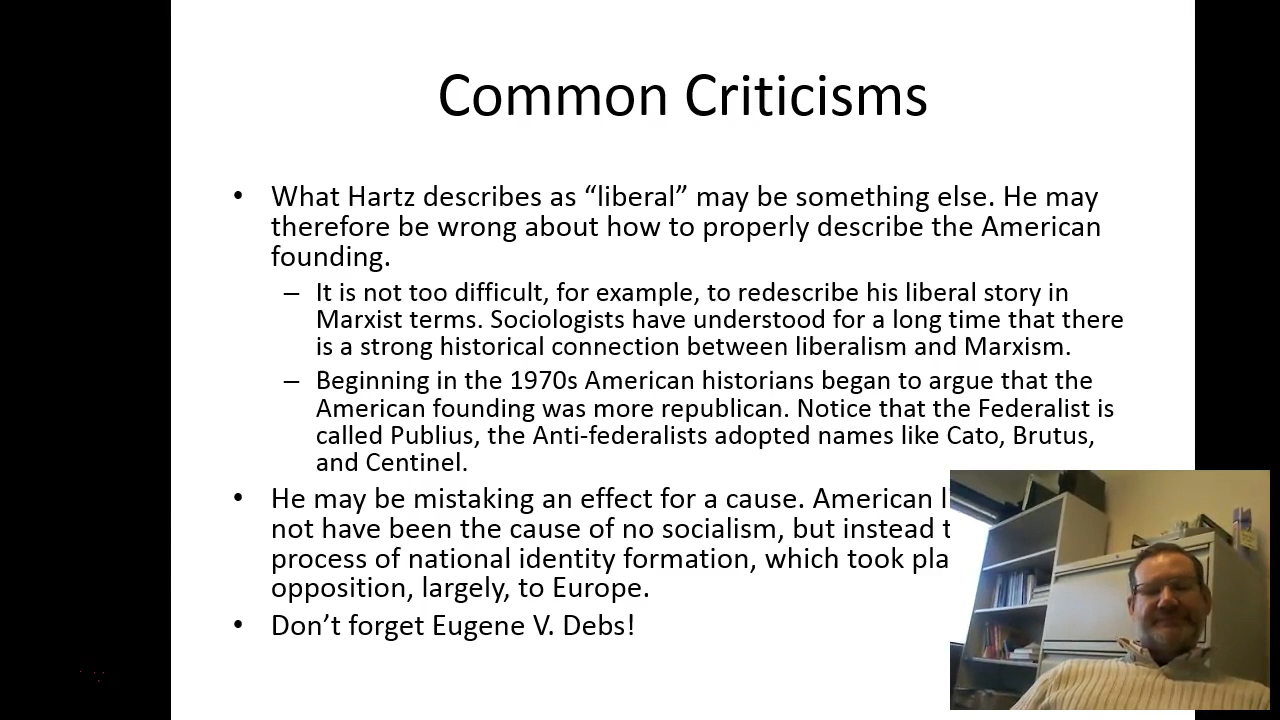 Common Criticisms
• What Hartz describes as “liberal” may be something else. He may
therefore be wrong about how to properly describe the American
founding.
– It is not too difficult, for example, to redescribe his liberal story in
Marxist terms. Sociologists have understood for a long time that there
is a strong historical connection between liberalism and Marxism.
– Beginning in the 1970s American historians began to argue that the
American founding was more republican. Notice that the Federalist is
called Publius, the Anti-federalists adopted names like Cato, Brutus,
and Centinel.
• He may be mistaking an effect for a cause. American
not have been the cause of no socialism, but instead
process of national identity formation, which took
opposition, largely, to Europe.
• Don’t forget Eugene V. Debs!